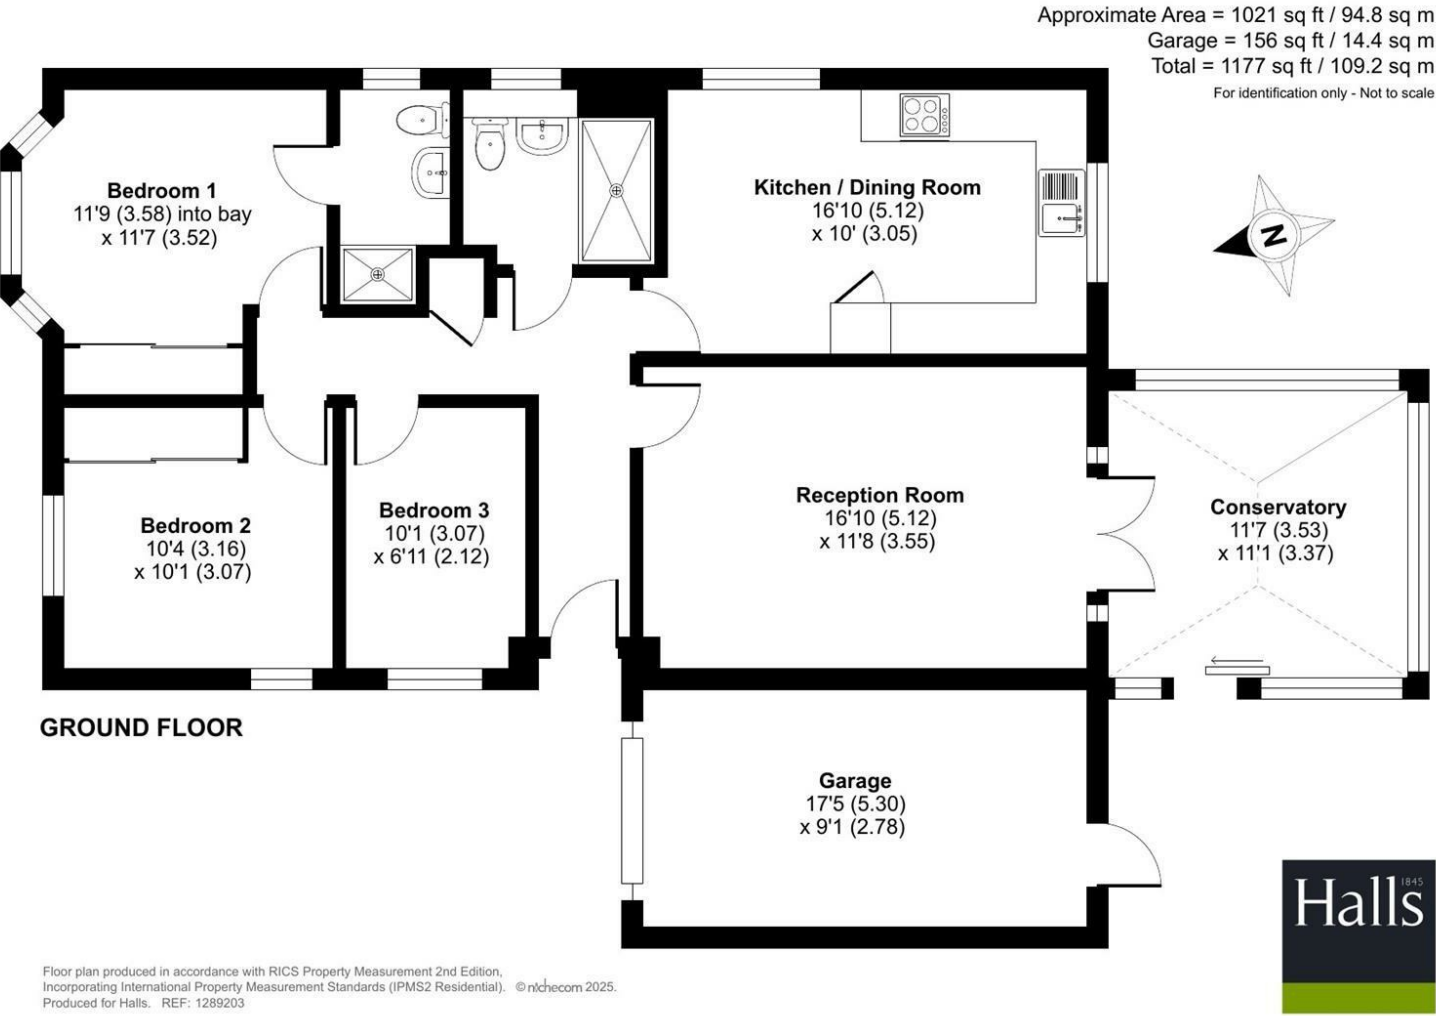 Approximate Area = 1021 sq ft / 94.8 sq m
Garage = 156 sq ft / 14.4 sq m
Total = 1177 sq ft / 109.2 sq m
For identification only - Not to scale
Bedroom 1
11'9 (3.58) into bay
x 11'7 (3.52)
Kitchen / Dining Room
16'10 (5.12)
x 10' (3.05)
N
Bedroom 2
10'4 (3.16)
x 10'1 (3.07)
Bedroom 3
10'1 (3.07)
x 6'11 (2.12)
Reception Room
16'10 (5.12)
x 11'8 (3.55)
Conservatory
11'7 (3.53)
x 11'1 (3.37)
GROUND FLOOR
Garage
17'5 (5.30)
x 9'1 (2.78)
1845
Halls
Floor plan produced in accordance with RICS Property Measurement 2nd Edition,
Incorporating International Property Measurement Standards (IPMS2 Residential). © nichecom 2025.
Produced for Halls. REF: 1289203